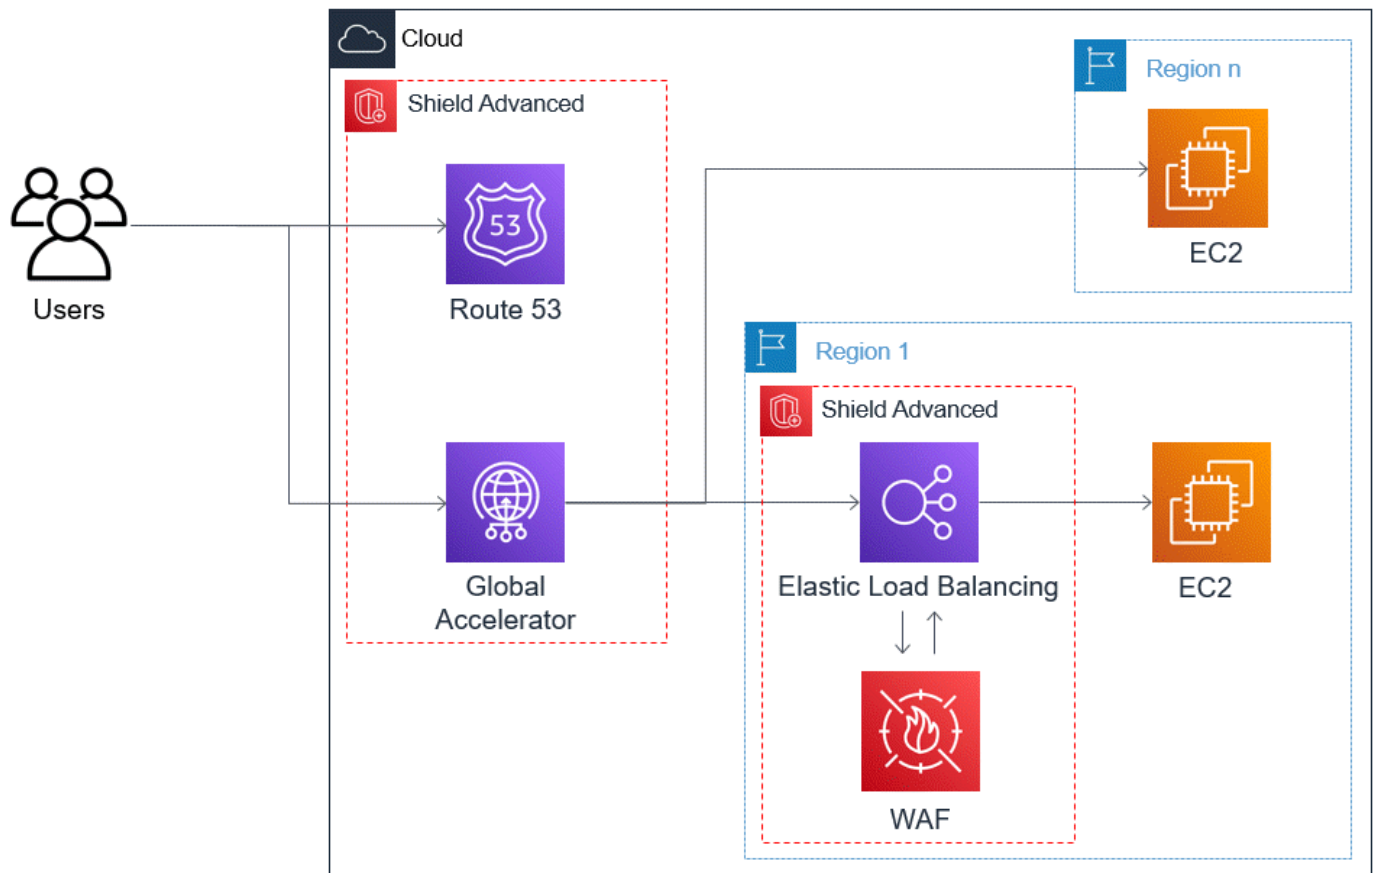 Cloud
Shield Advanced
Region n
53
EC2
Users
Route 53
Region 1
Shield Advanced
Global
Accelerator
Elastic Load Balancing
EC2
WAF